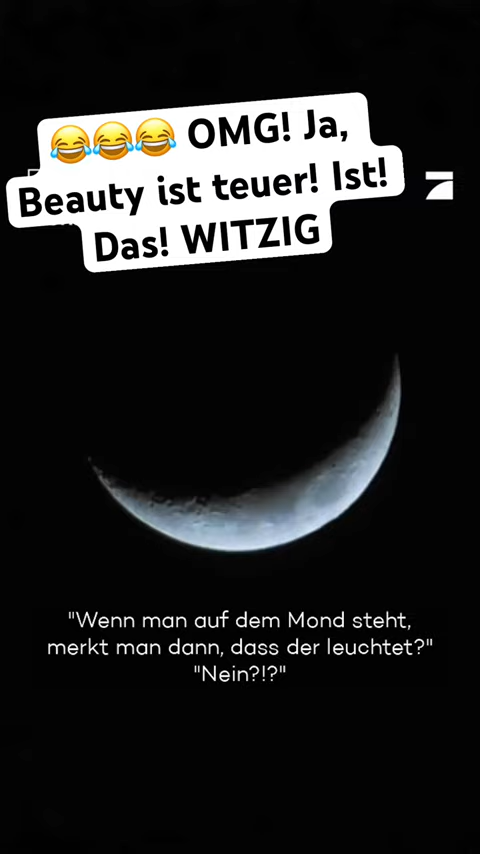 😂😂😂 OMG! Ja,
Beauty ist teuer! Ist!
Das! WITZIG
"Wenn man auf dem Mond steht,
merkt man dann, dass der leuchtet?"
"Nein?!?"